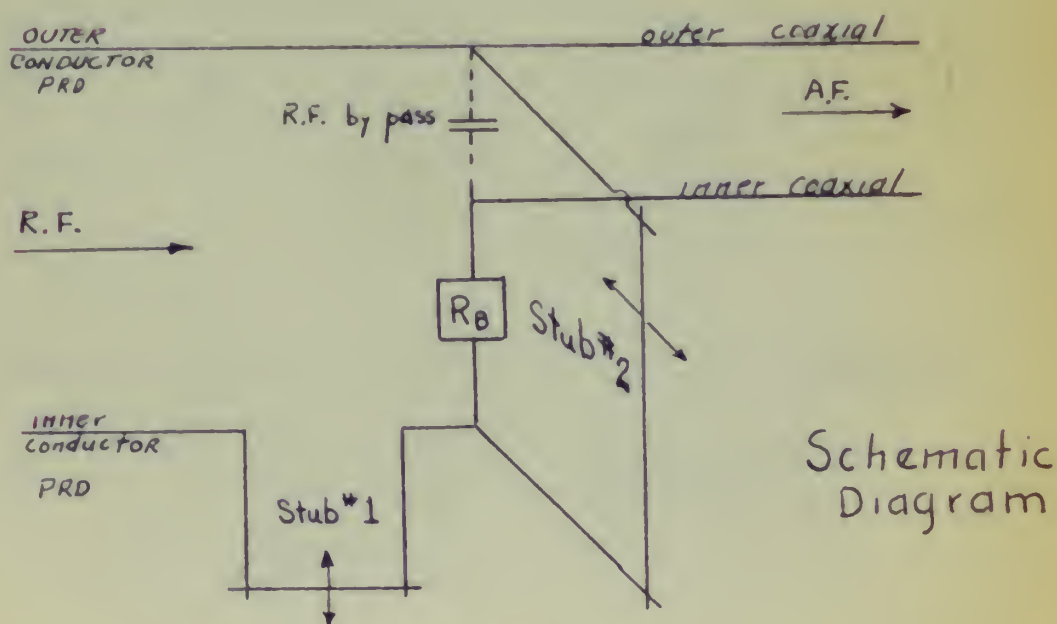 OUTER
CONDUCTOR
PRD
outer coaxial
A.F.
R.F. by pass
inner coaxial
R.F.
RB
Stub #2
inner
conductor
PRD
Stub #1
Schematic
Diagram